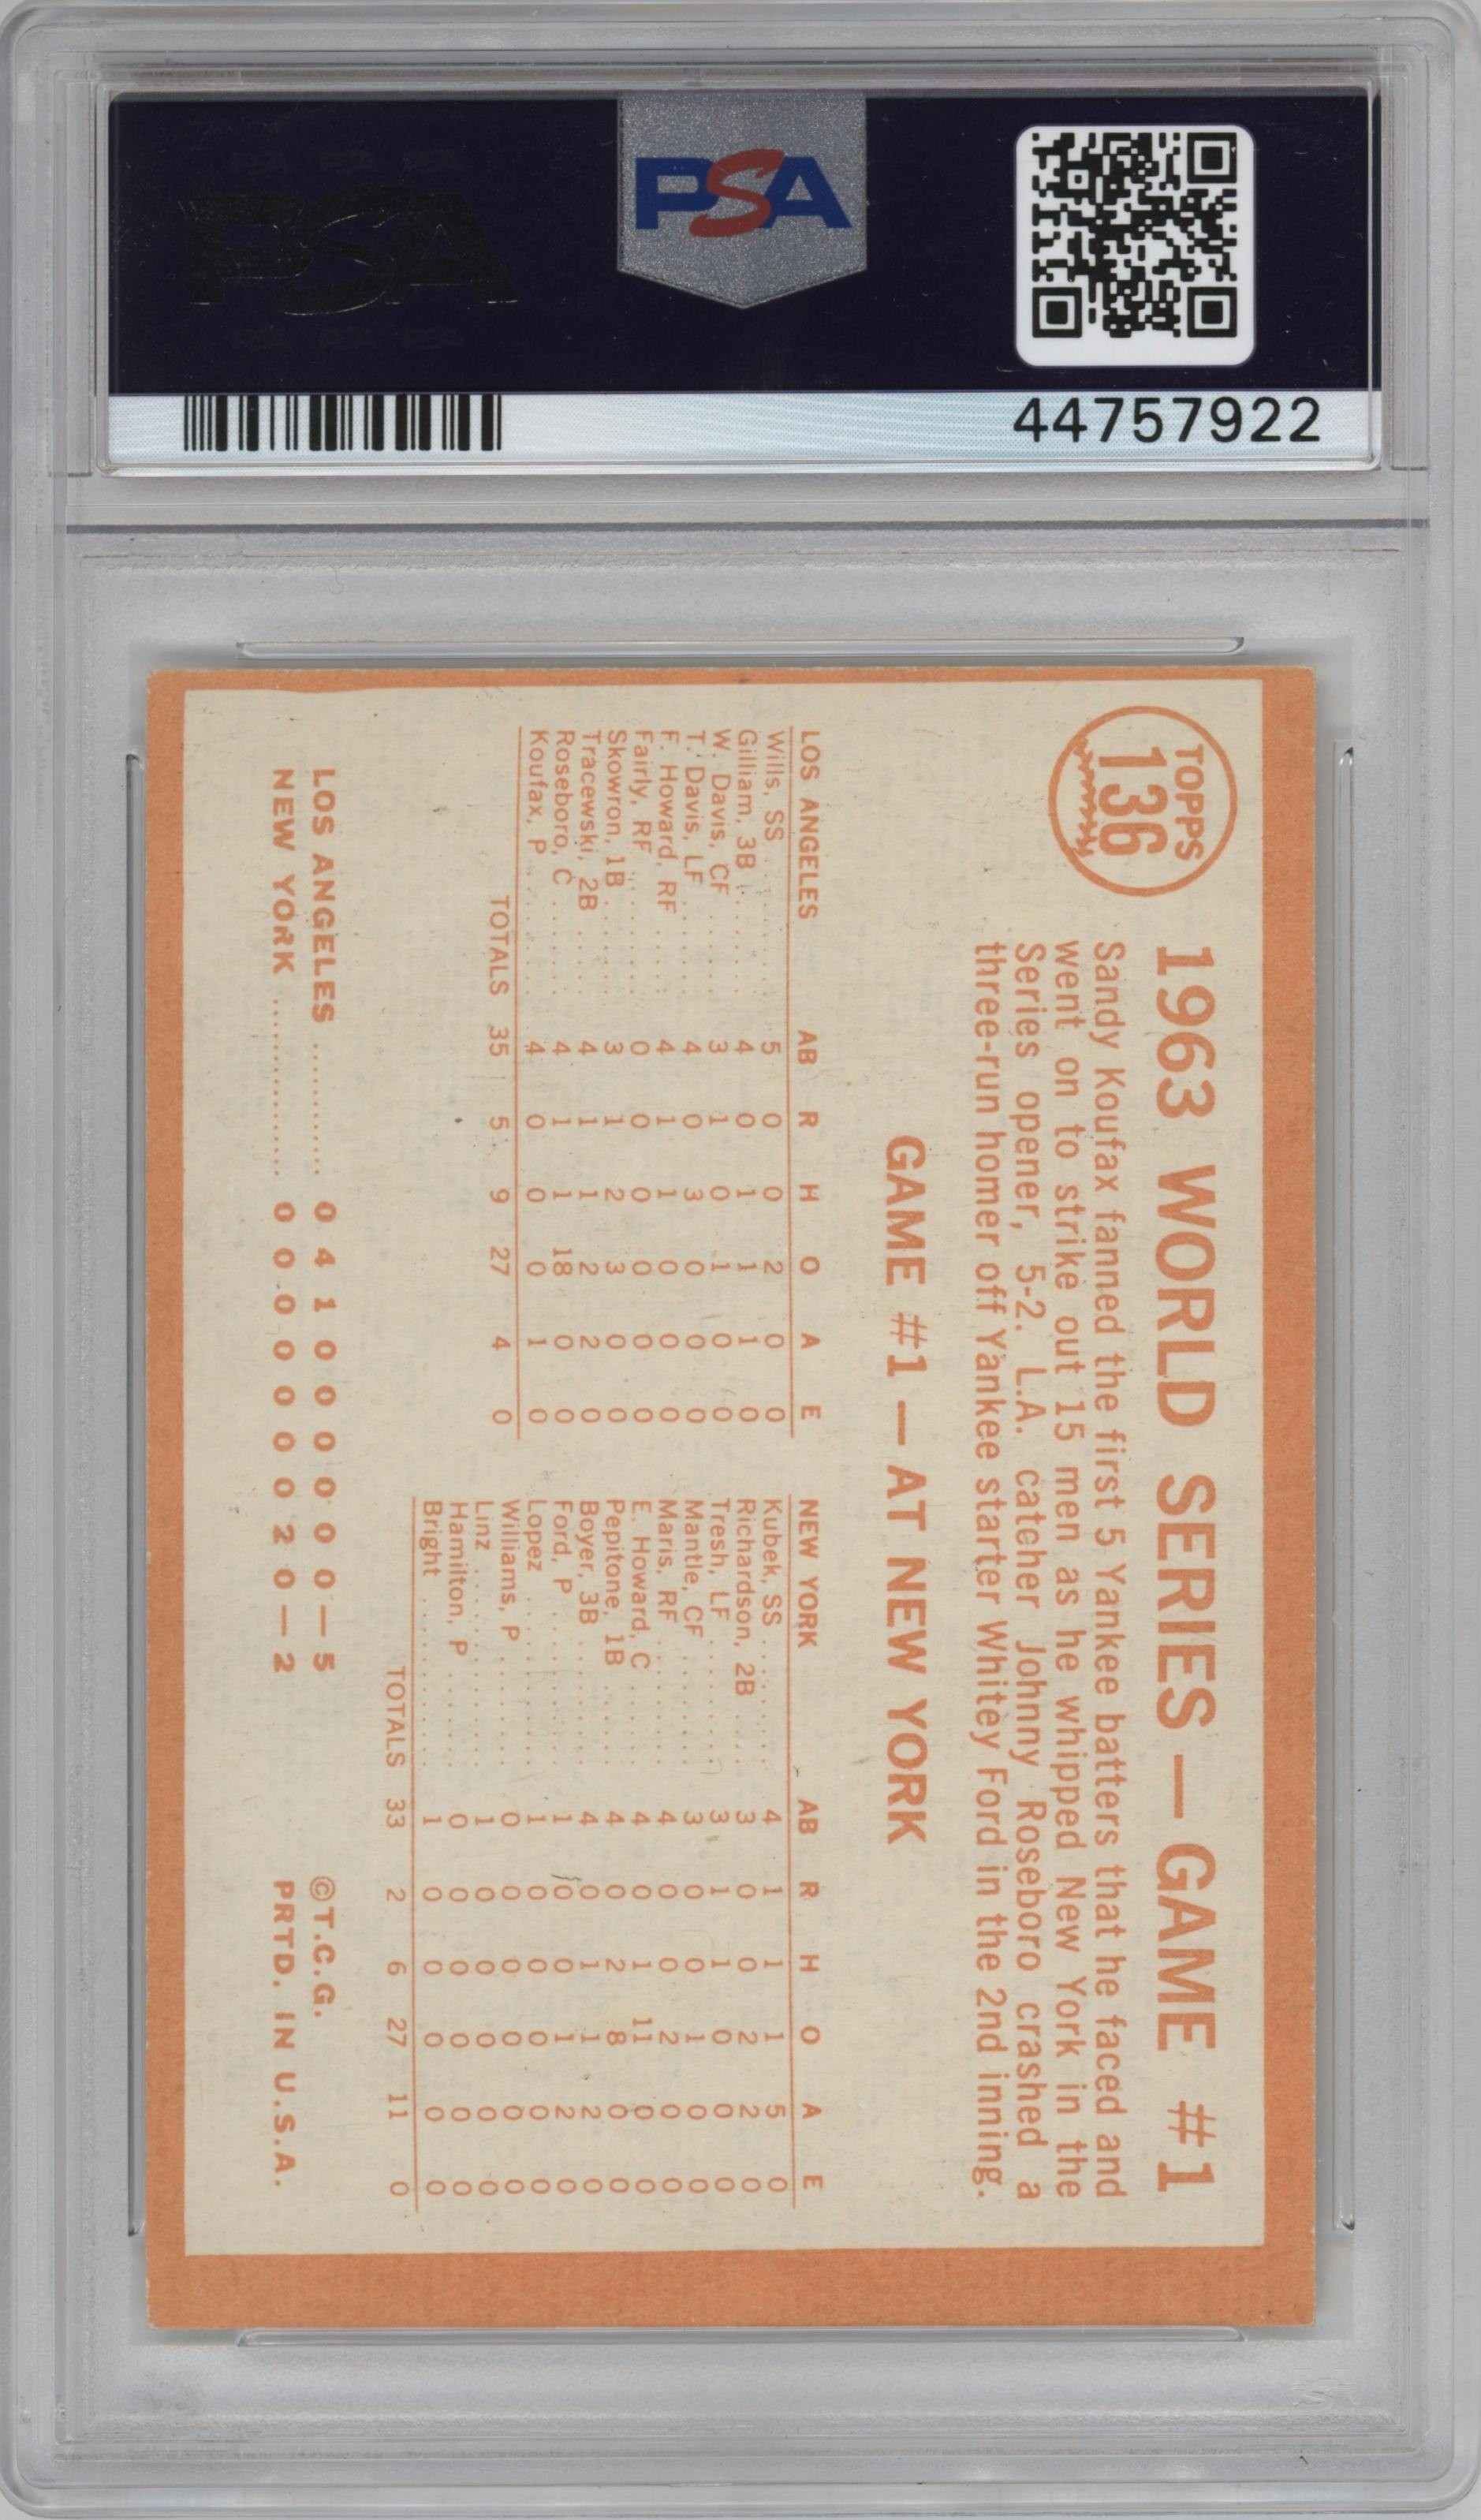 PSA
PSA
44757922
TOPPS
136
1963 WORLD SERIES — GAME #1
Sandy Koufax fanned the first 5 Yankee batters that he faced and
went on to strike out 15 men as he whipped New York in the
Series opener, 5-2. L.A. catcher Johnny Roseboro crashed a
three-run homer off Yankee starter Whitey Ford in the 2nd inning.
GAME #1 — AT NEW YORK
LOS ANGELES AB R H O A E
Wills, SS 5 0 0 2 0 0
Gilliam, 3B 4 0 1 1 1 0
W. Davis, CF 3 1 0 1 0 0
T. Davis, LF 4 0 3 0 0 0
F. Howard, RF 4 1 1 0 0 0
Fairly, RF 0 0 0 0 0 0
Skowron, 1B 3 1 2 3 0 0
Tracewski, 2B 4 1 1 2 2 0
Roseboro, C 4 1 1 18 0 0
Koufax, P 4 0 0 0 1 0
TOTALS 35 5 9 27 4 0
NEW YORK AB R H O A E
Kubek, SS 4 1 1 1 5 0
Richardson, 2B 3 0 0 2 2 0
Tresh, LF 3 1 1 0 0 0
Mantle, CF 3 0 0 1 0 0
Maris, RF 4 0 0 2 0 0
E. Howard, C 4 0 1 11 0 0
Pepitone, 1B 4 0 2 8 0 0
Boyer, 3B 4 0 1 1 2 0
Ford, P 1 0 0 1 2 0
Lopez 1 0 0 0 0 0
Williams, P 0 0 0 0 0 0
Linz 1 0 0 0 0 0
Hamilton, P 0 0 0 0 0 0
Bright 1 0 0 0 0 0
TOTALS 33 2 6 27 11 0
LOS ANGELES ............ 0 4 1 0 0 0 0 0 0 — 5
NEW YORK ................ 0 0 0 0 0 0 0 2 0 — 2
©T.C.G.
PRTD. IN U.S.A.